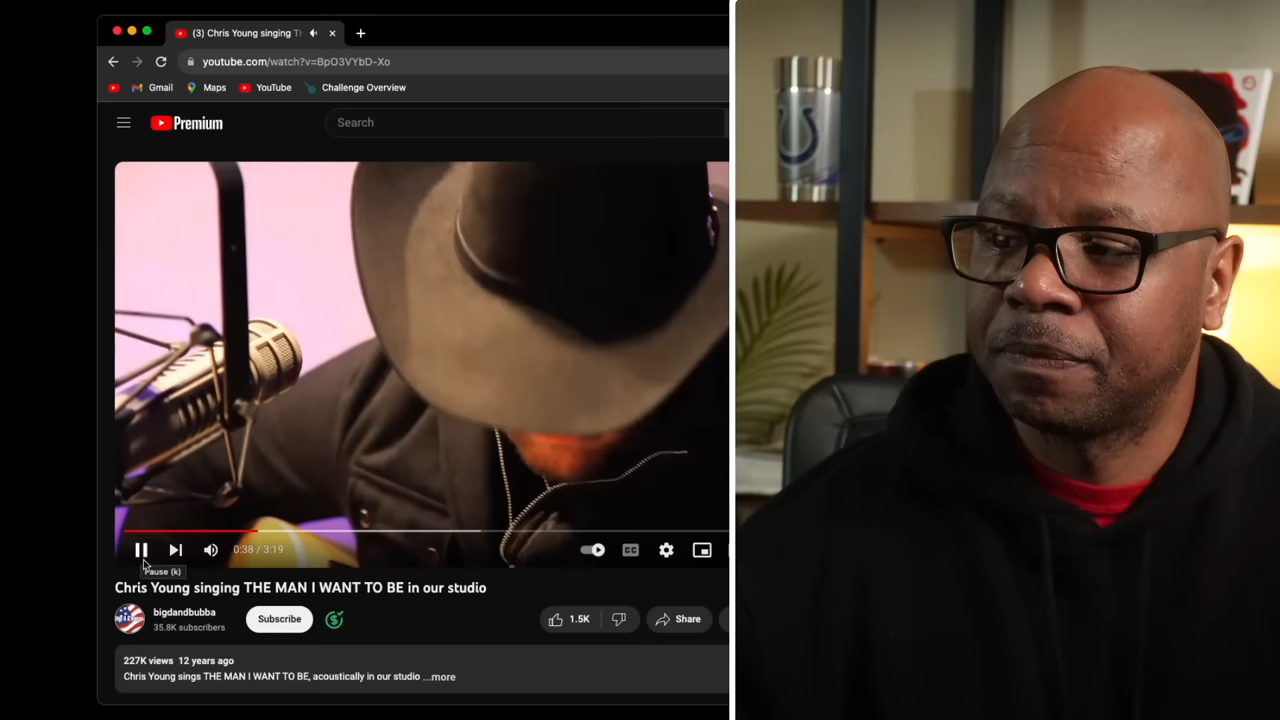 (3) Chris Young singing TH
youtube.com/watch?v=BpO3VYbD-Xo
Gmail
Maps
YouTube
Challenge Overview
Premium
Search
0:38 / 3:19
CC
Pause (k)
Chris Young singing THE MAN I WANT TO BE in our studio
bigdandbubba
35.8K subscribers
Subscribe
1.5K
Share
227K views 12 years ago
Chris Young sings THE MAN I WANT TO BE, acoustically in our studio ...more